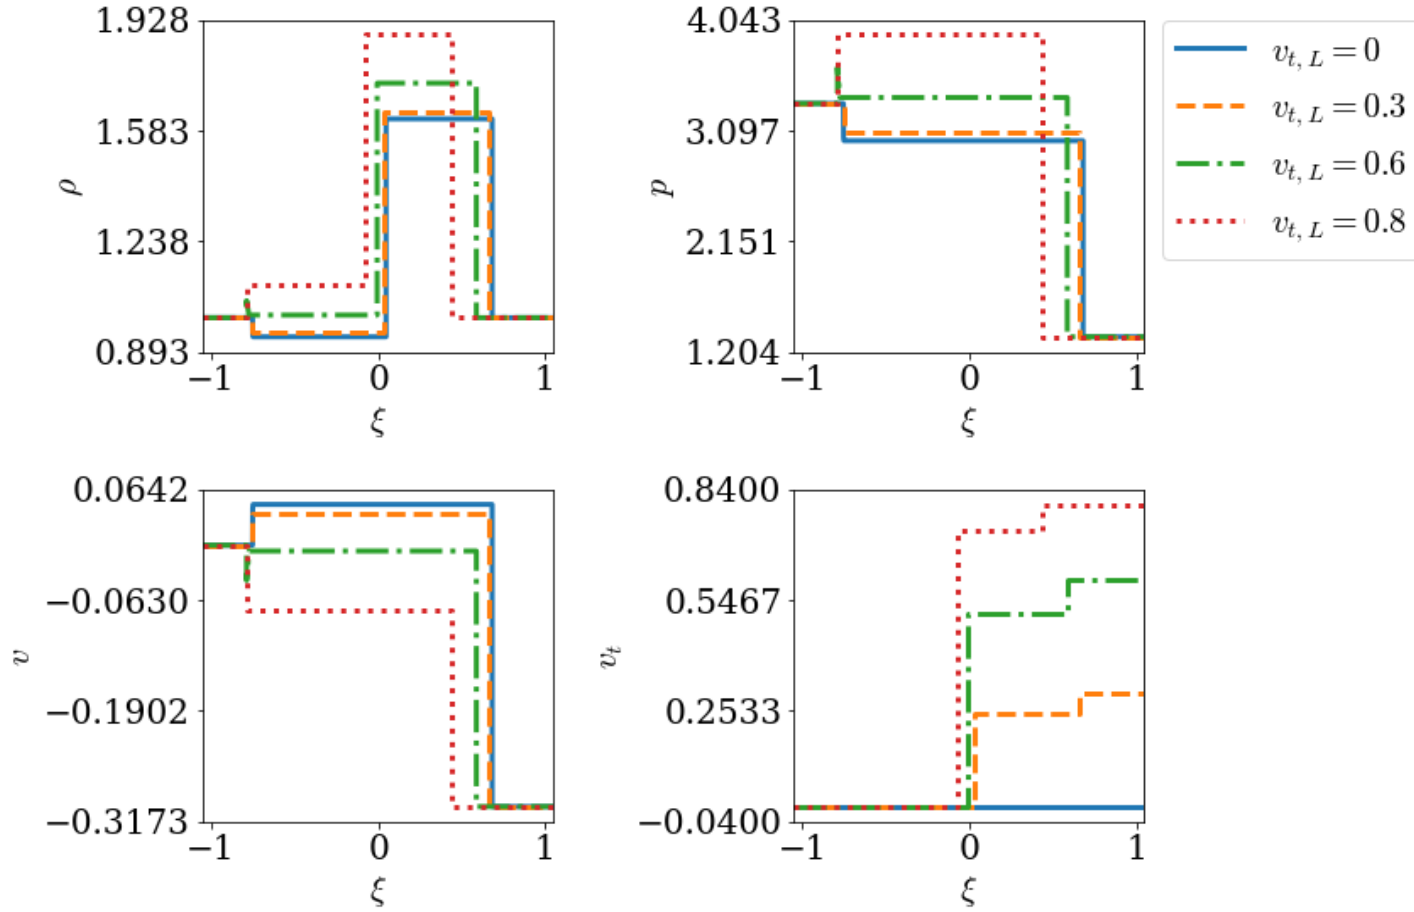 1.928
1.583
1.238
0.893
ρ
−1 0 1
ξ
4.043
3.097
2.151
1.204
p
−1 0 1
ξ
v_{t, L} = 0
v_{t, L} = 0.3
v_{t, L} = 0.6
v_{t, L} = 0.8
0.0642
−0.0630
−0.1902
−0.3173
v
−1 0 1
ξ
0.8400
0.5467
0.2533
−0.0400
v_t
−1 0 1
ξ